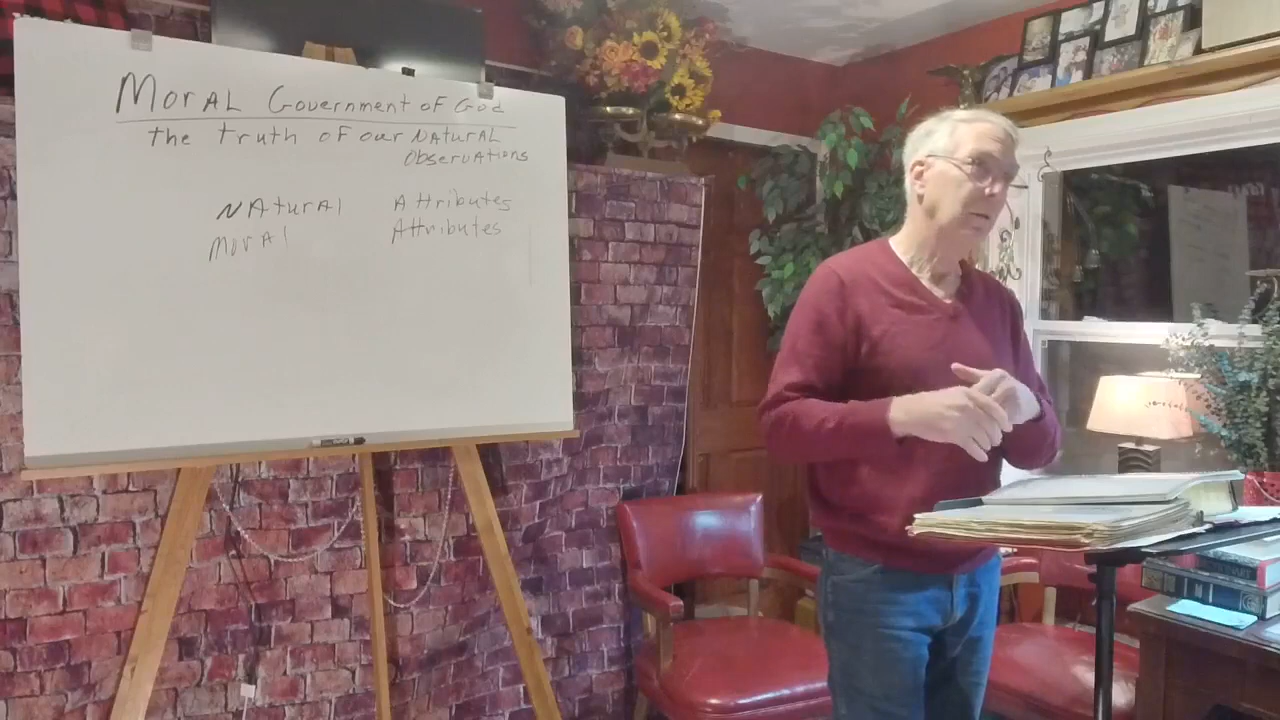 Moral Government of God
the truth of our Natural
Observations
Natural Attributes
Moral Attributes